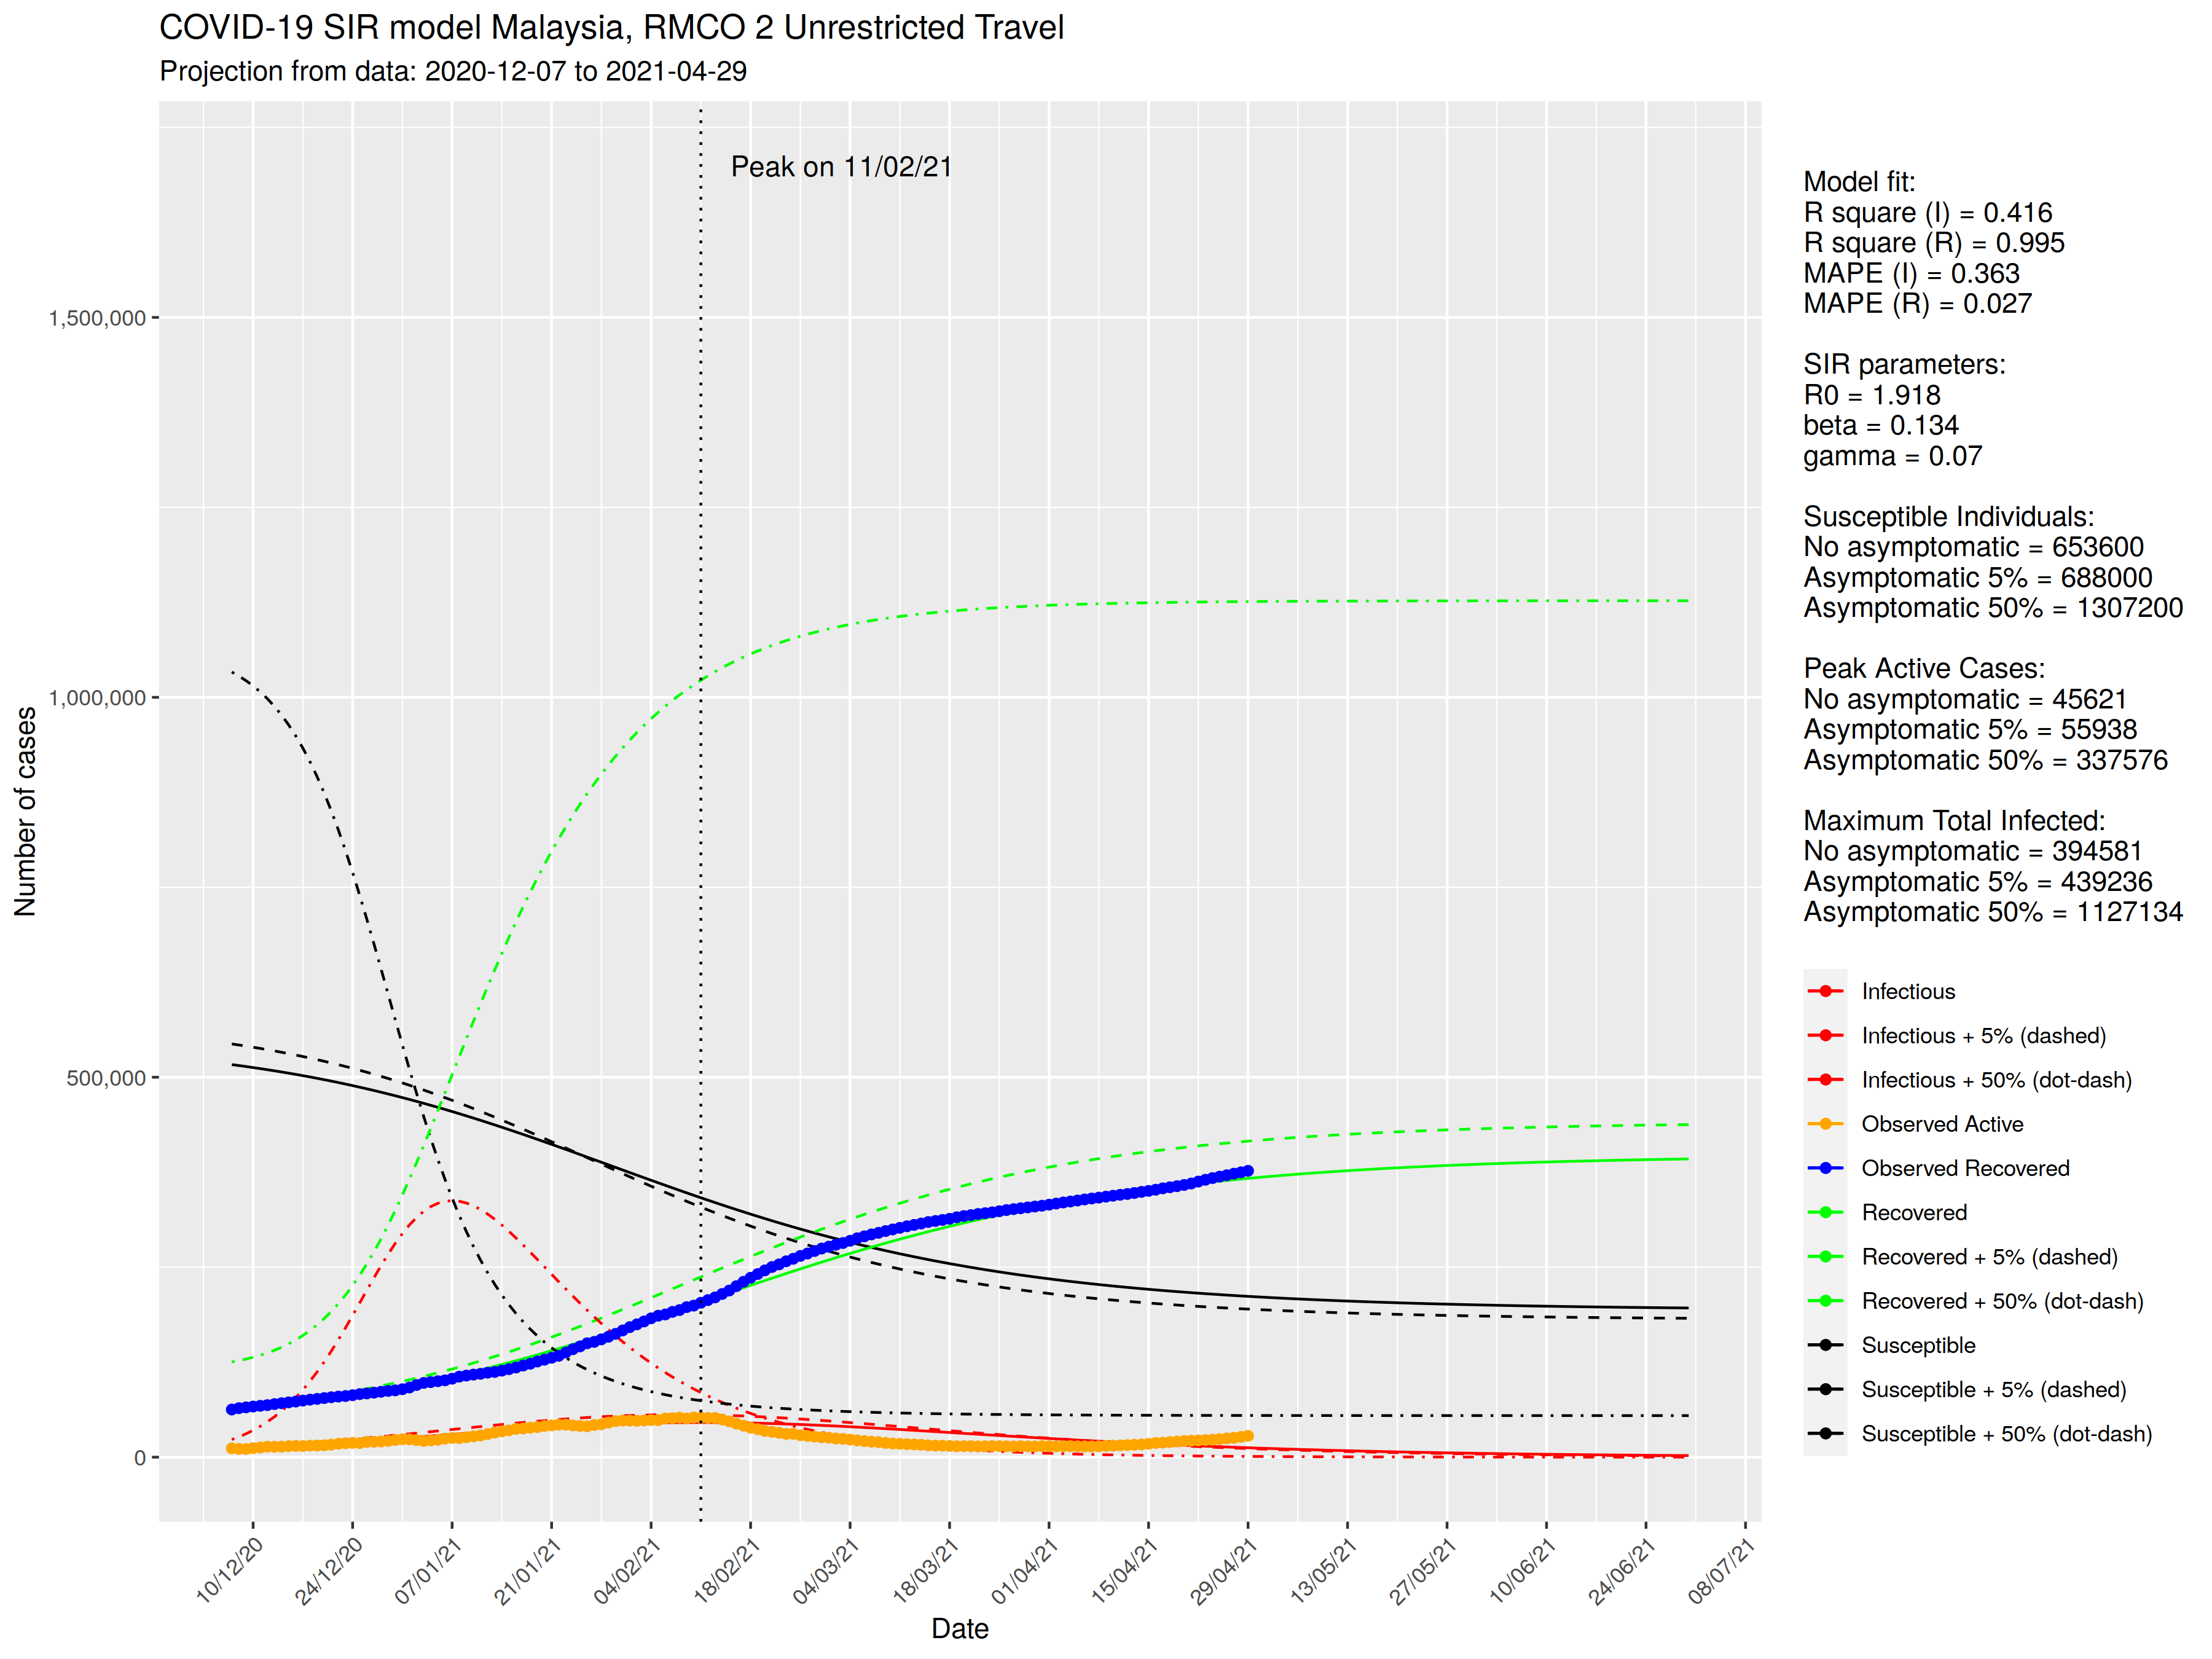 COVID-19 SIR model Malaysia, RMCO 2 Unrestricted Travel
Projection from data: 2020-12-07 to 2021-04-29
Peak on 11/02/21
Number of cases
1,500,000
1,000,000
500,000
0
10/12/20
24/12/20
07/01/21
21/01/21
04/02/21
18/02/21
04/03/21
18/03/21
01/04/21
15/04/21
29/04/21
13/05/21
27/05/21
10/06/21
24/06/21
08/07/21
Date
Model fit:
R square (I) = 0.416
R square (R) = 0.995
MAPE (I) = 0.363
MAPE (R) = 0.027
SIR parameters:
R0 = 1.918
beta = 0.134
gamma = 0.07
Susceptible Individuals:
No asymptomatic = 653600
Asymptomatic 5% = 688000
Asymptomatic 50% = 1307200
Peak Active Cases:
No asymptomatic = 45621
Asymptomatic 5% = 55938
Asymptomatic 50% = 337576
Maximum Total Infected:
No asymptomatic = 394581
Asymptomatic 5% = 439236
Asymptomatic 50% = 1127134
Infectious
Infectious + 5% (dashed)
Infectious + 50% (dot-dash)
Observed Active
Observed Recovered
Recovered
Recovered + 5% (dashed)
Recovered + 50% (dot-dash)
Susceptible
Susceptible + 5% (dashed)
Susceptible + 50% (dot-dash)